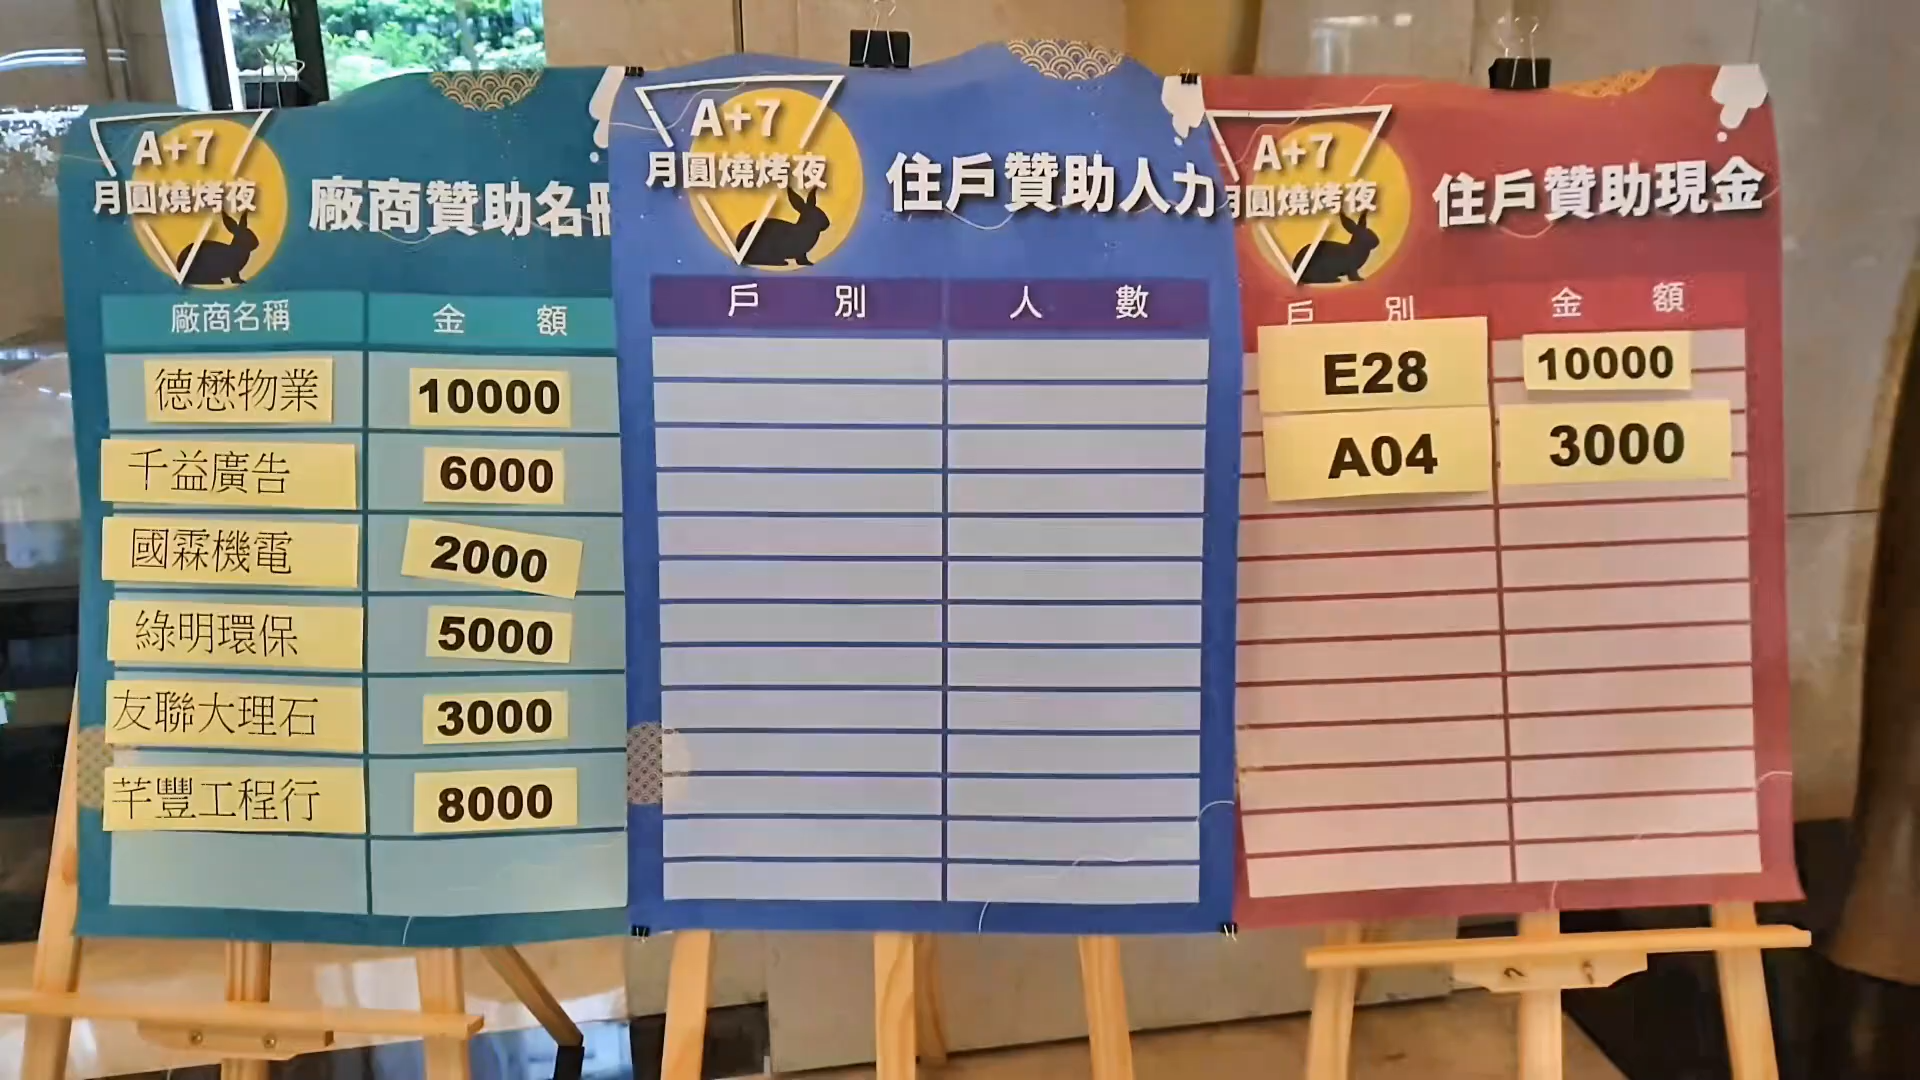 A+7
月圓燒烤夜
廠商贊助名冊
廠商名稱 金額
德懋物業 10000
千益廣告 6000
國霖機電 2000
綠明環保 5000
友聯大理石 3000
芊豐工程行 8000
A+7
月圓燒烤夜
住戶贊助人力
戶別 人數
A+7
月圓燒烤夜
住戶贊助現金
戶別 金額
E28 10000
A04 3000